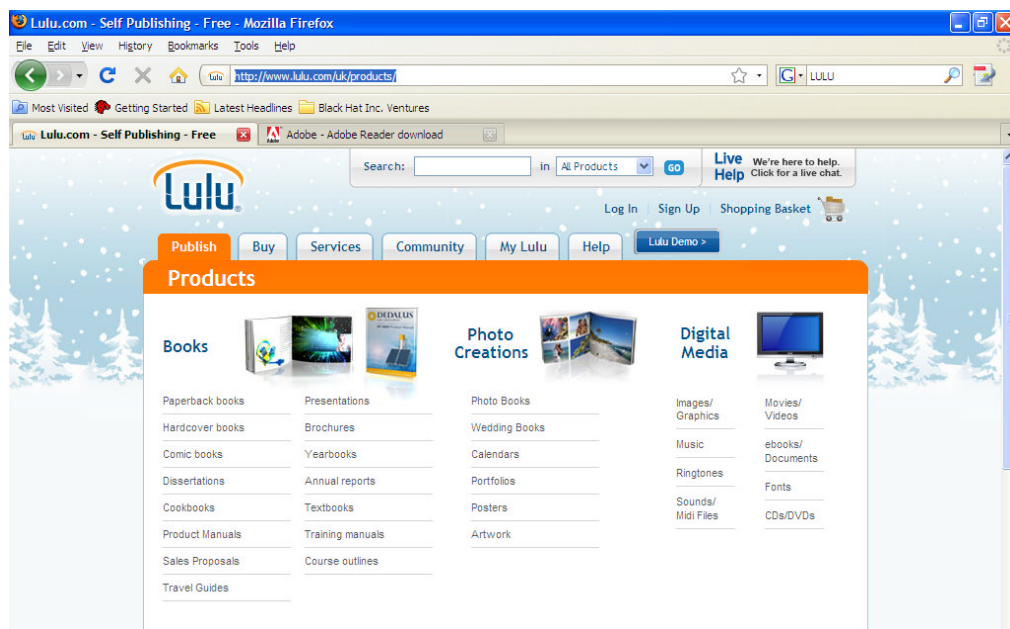 Lulu.com - Self Publishing - Free - Mozilla Firefox
File Edit View History Bookmarks Tools Help
http://www.lulu.com/uk/products/
G LULU
Most Visited Getting Started Latest Headlines Black Hat Inc. Ventures
Lulu Lulu.com - Self Publishing - Free Adobe Adobe - Adobe Reader download
Search: in All Products GO Live Help We're here to help. Click for a live chat.
Lulu
Log In Sign Up Shopping Basket
Publish Buy Services Community My Lulu Help Lulu Demo >
Products
DEDALUS
Books
Photo
Creations
Digital
Media
Paperback books
Hardcover books
Comic books
Dissertations
Cookbooks
Product Manuals
Sales Proposals
Travel Guides
Presentations
Brochures
Yearbooks
Annual reports
Textbooks
Training manuals
Course outlines
Photo Books
Wedding Books
Calendars
Portfolios
Posters
Artwork
Images/
Graphics
Music
Ringtones
Sounds/
Midi Files
Movies/
Videos
ebooks/
Documents
Fonts
CDs/DVDs